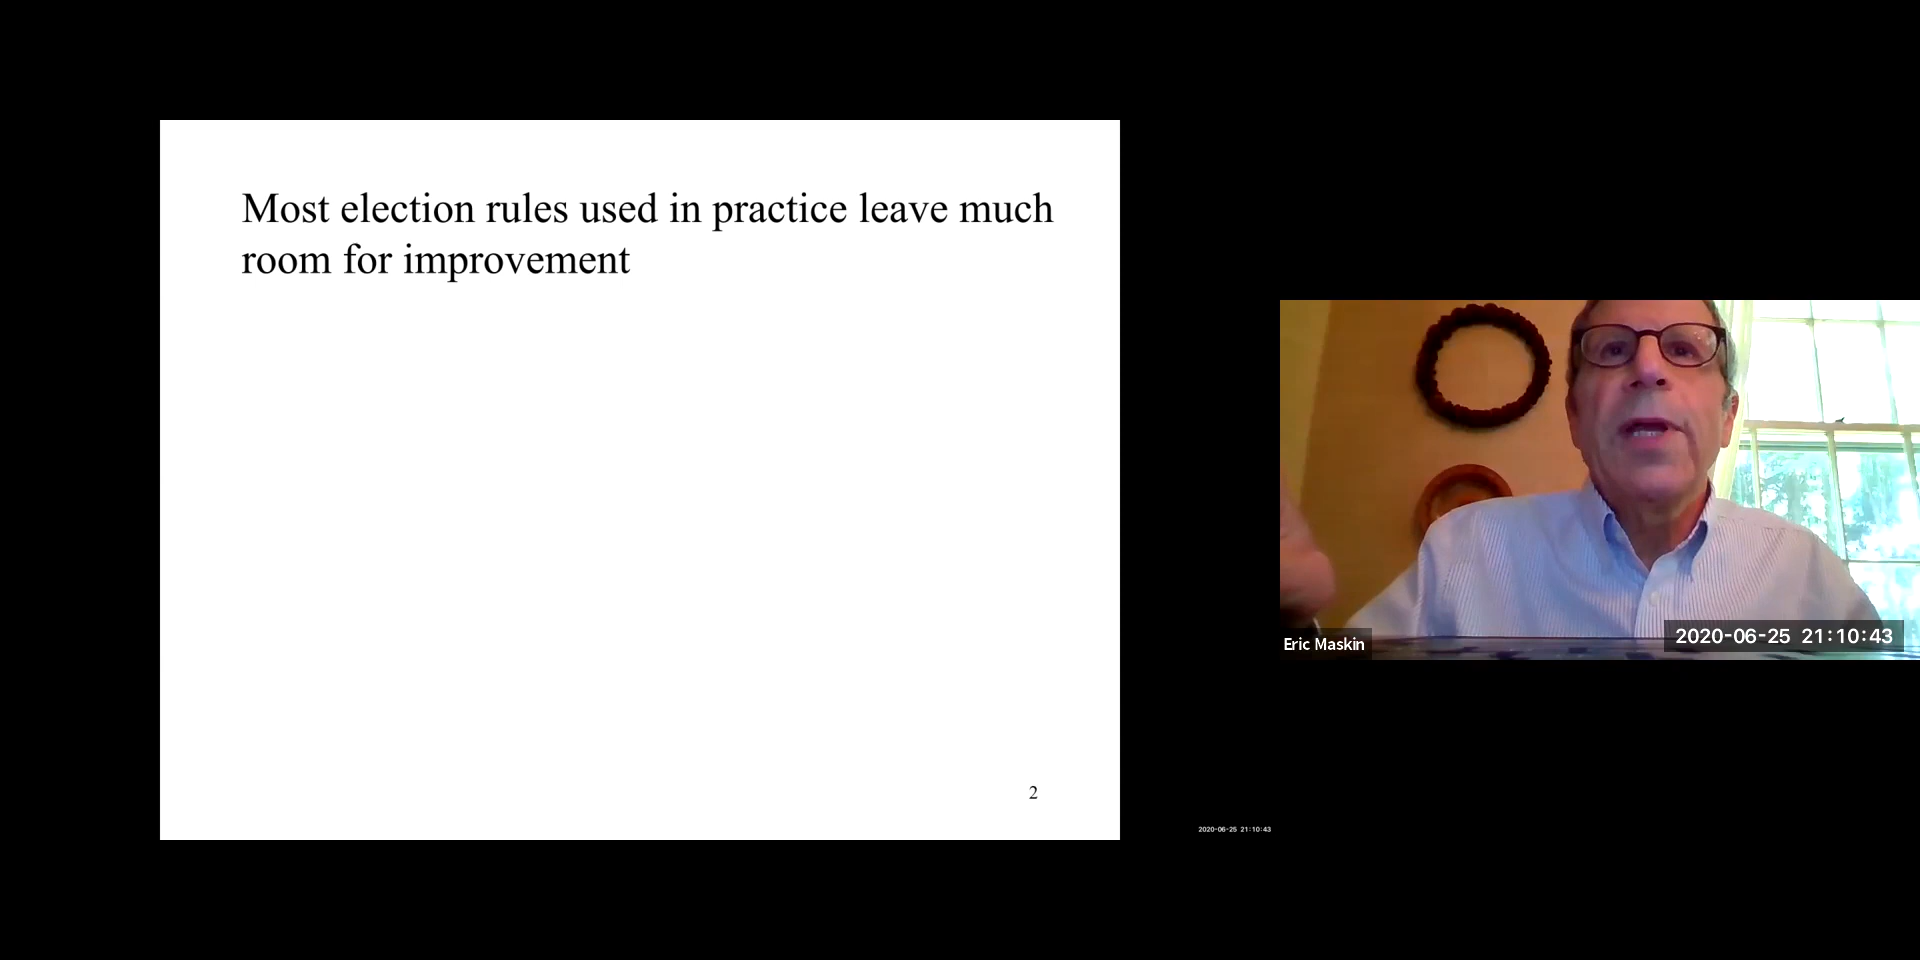 Most election rules used in practice leave much
room for improvement
2
Eric Maskin
2020-06-25 21:10:43
2020-06-25 21:10:43